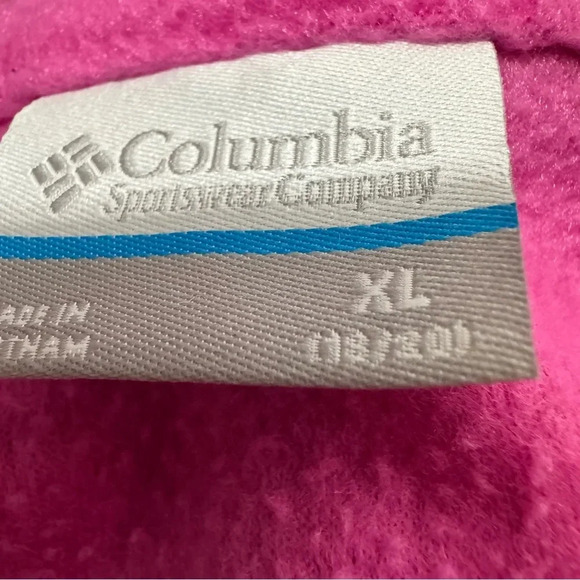 Columbia
Sportswear Company
XL
ADE IN
TNAM
(18/20)